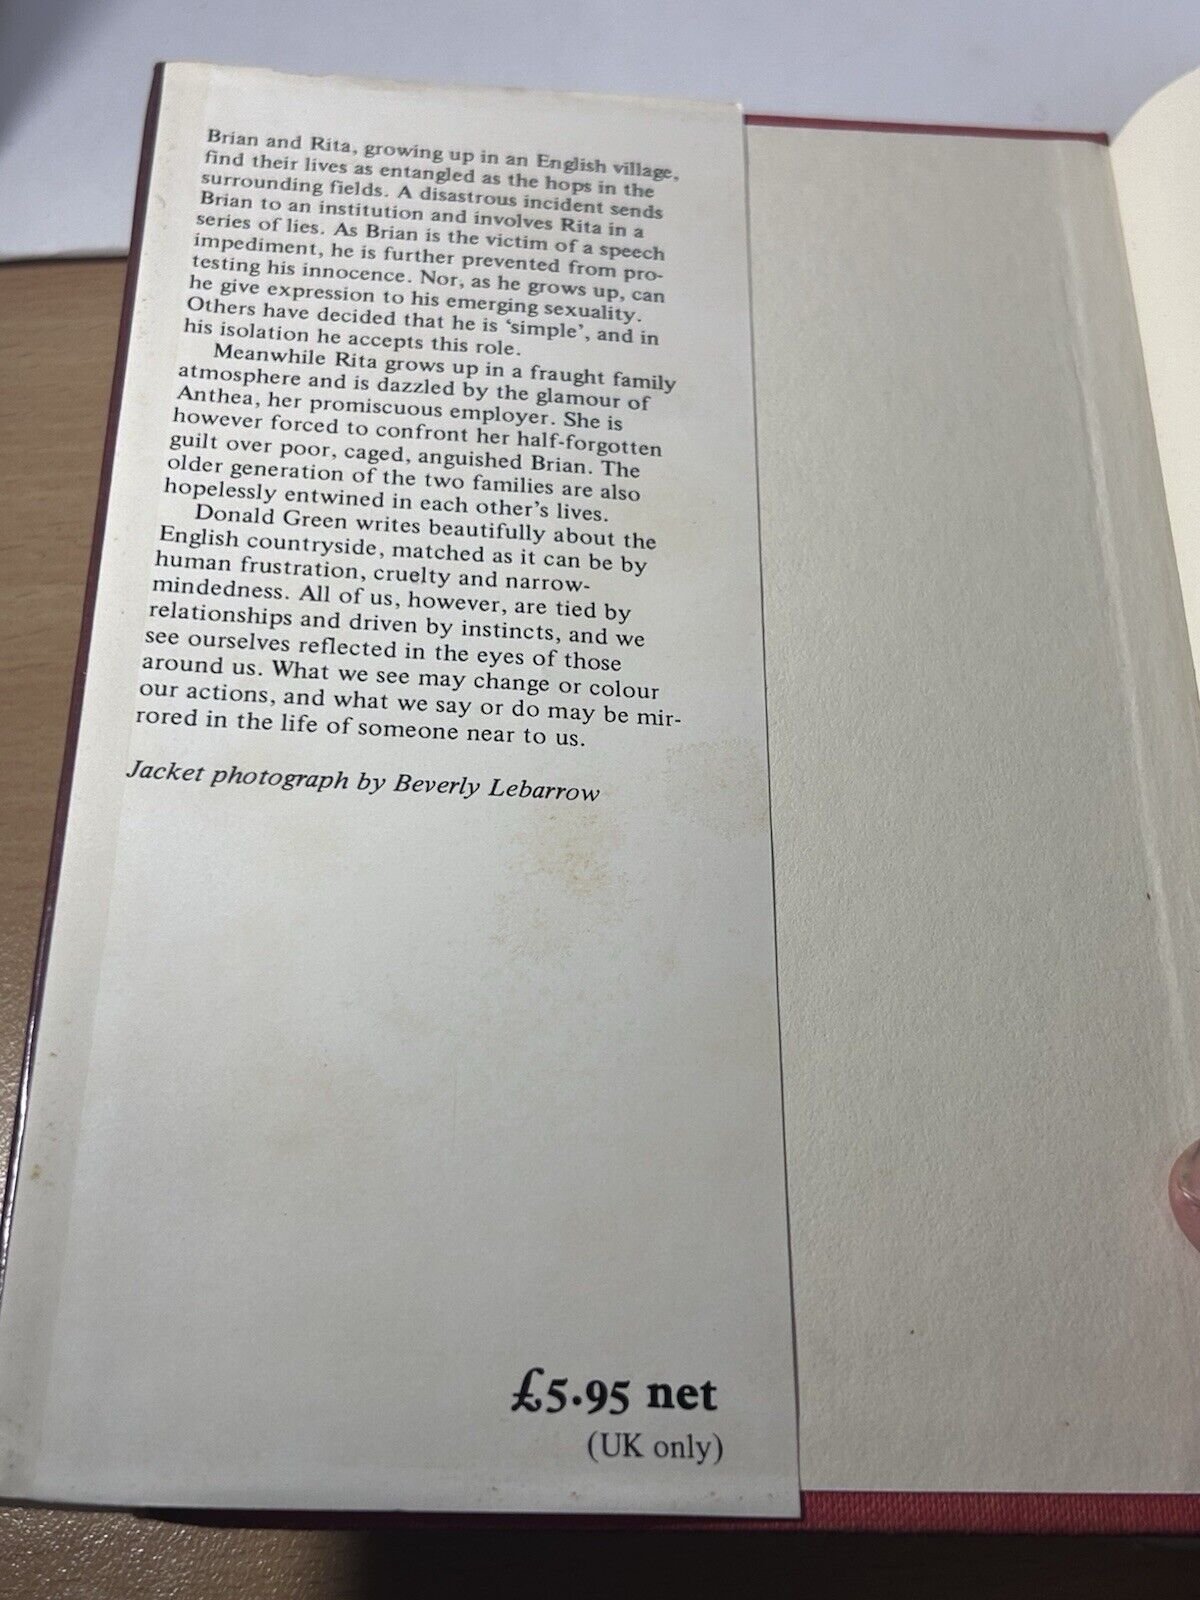 Brian and Rita, growing up in an English village,
find their lives as entangled as the hops in the
surrounding fields. A disastrous incident sends
Brian to an institution and involves Rita in a
series of lies. As Brian is the victim of a speech
impediment, he is further prevented from pro-
testing his innocence. Nor, as he grows up, can
he give expression to his emerging sexuality.
Others have decided that he is ‘simple’, and in
his isolation he accepts this role.
Meanwhile Rita grows up in a fraught family
atmosphere and is dazzled by the glamour of
Anthea, her promiscuous employer. She is
however forced to confront her half-forgotten
guilt over poor, caged, anguished Brian. The
older generation of the two families are also
hopelessly entwined in each other’s lives.
Donald Green writes beautifully about the
English countryside, matched as it can be by
human frustration, cruelty and narrow-
mindedness. All of us, however, are tied by
relationships and driven by instincts, and we
see ourselves reflected in the eyes of those
around us. What we see may change or colour
our actions, and what we say or do may be mir-
rored in the life of someone near to us.
Jacket photograph by Beverly Lebarrow
£5·95 net
(UK only)